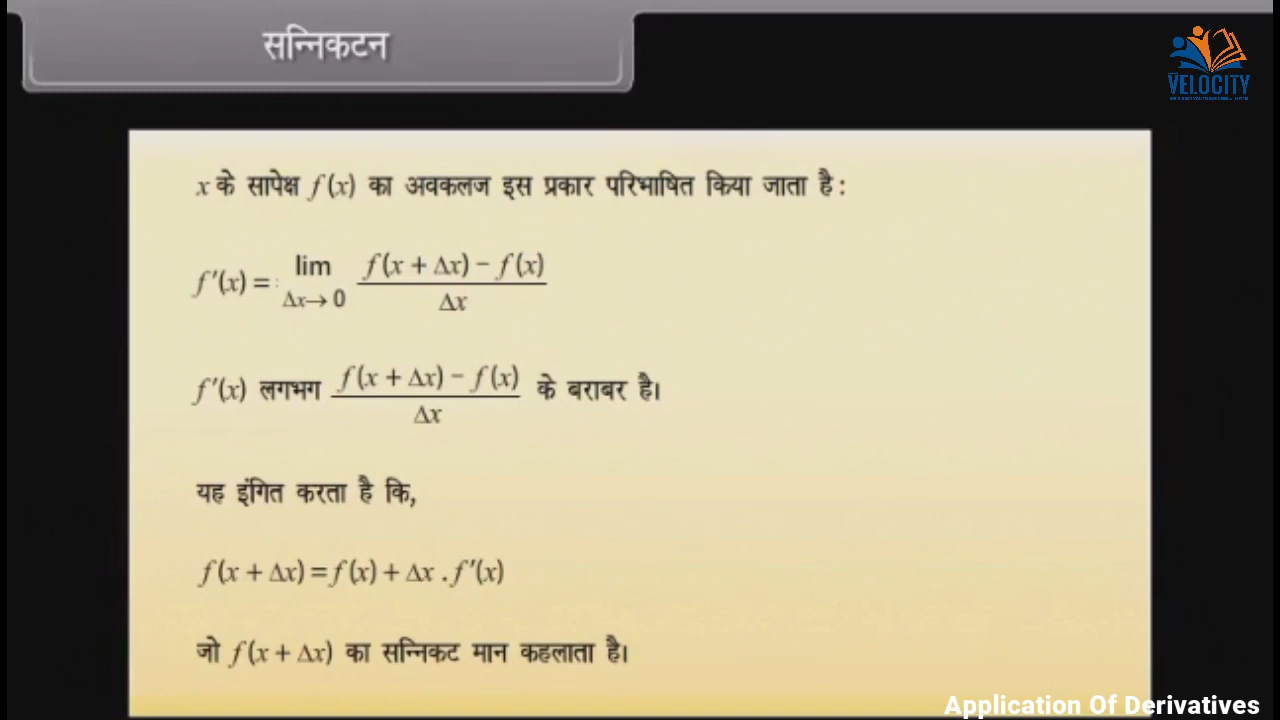 सन्निकटन
VELOCITY
x के सापेक्ष f(x) का अवकलज इस प्रकार परिभाषित किया जाता है :
f'(x) = lim Δx→0 f(x + Δx) − f(x) / Δx
f'(x) लगभग f(x + Δx) − f(x) / Δx के बराबर है।
यह इंगित करता है कि,
f(x + Δx) = f(x) + Δx . f'(x)
जो f(x + Δx) का सन्निकट मान कहलाता है।
Application Of Derivatives